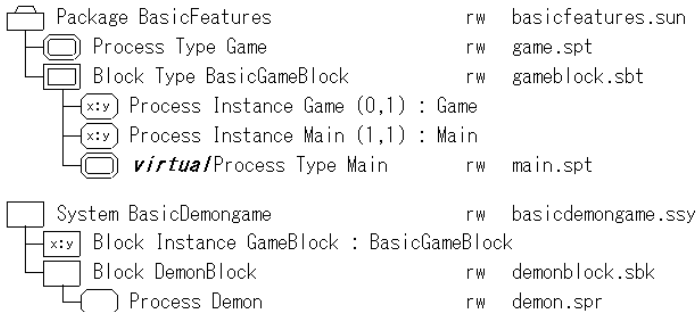 Package BasicFeatures rw basicfeatures.sun
Process Type Game rw game.spt
Block Type BasicGameBlock rw gameblock.sbt
x:y Process Instance Game (0,1) : Game
x:y Process Instance Main (1,1) : Main
virtualProcess Type Main rw main.spt
System BasicDemongame rw basicdemongame.ssy
x:y Block Instance GameBlock : BasicGameBlock
Block DemonBlock rw demonblock.sbk
Process Demon rw demon.spr